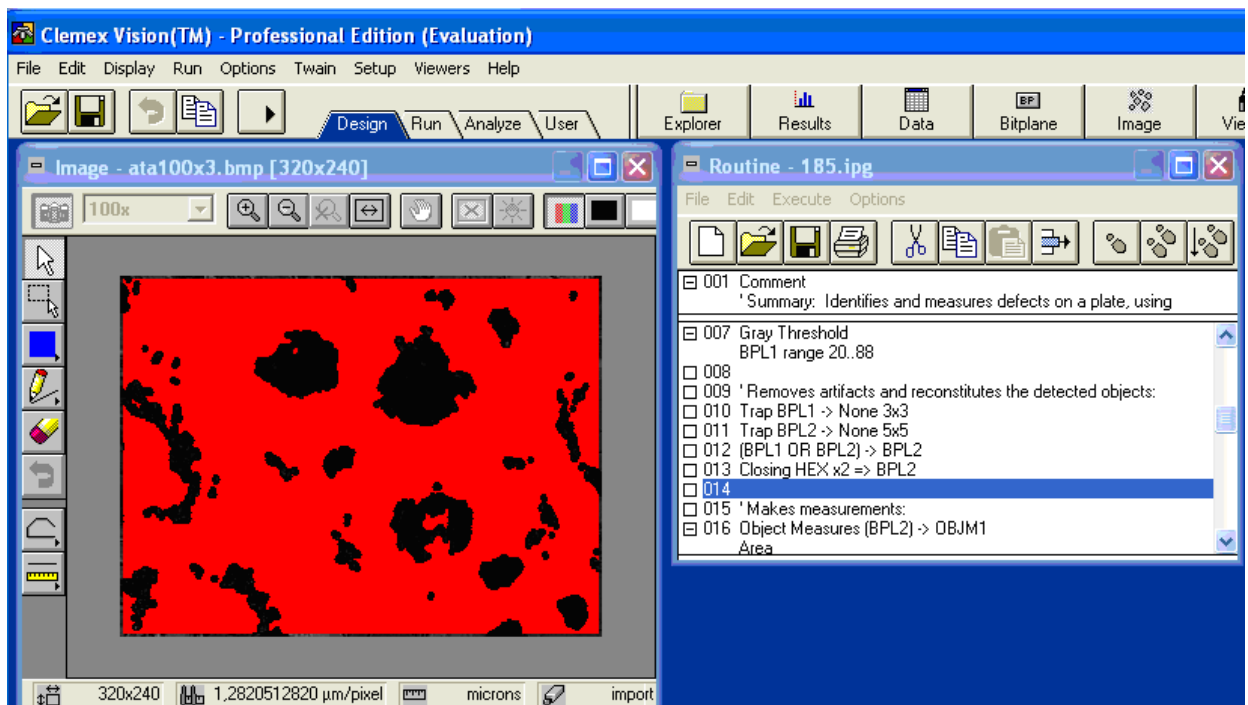 Clemex Vision(TM) - Professional Edition (Evaluation)
File Edit Display Run Options Twain Setup Viewers Help
Design Run Analyze User Explorer Results Data BP Bitplane Image
Image - ata100x3.bmp [320x240]
100x
320x240 1,2820512820 µm/pixel microns import
Routine - 185.ipg
File Edit Execute Options
001 Comment
' Summary: Identifies and measures defects on a plate, using
007 Gray Threshold
BPL1 range 20..88
008
009 ' Removes artifacts and reconstitutes the detected objects:
010 Trap BPL1 -> None 3x3
011 Trap BPL2 -> None 5x5
012 (BPL1 OR BPL2) -> BPL2
013 Closing HEX x2 => BPL2
014
015 ' Makes measurements:
016 Object Measures (BPL2) -> OBJM1
Area